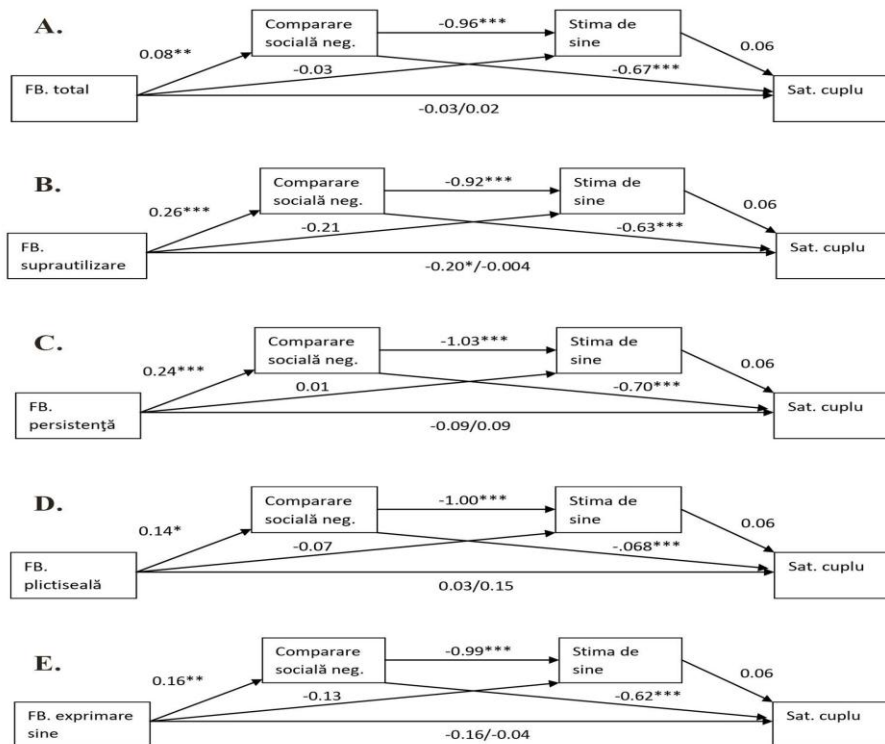 A.
Comparare
socială neg.
-0.96***
Stima de
sine
0.08**
-0.03
-0.67***
0.06
FB. total
-0.03/0.02
Sat. cuplu
B.
Comparare
socială neg.
-0.92***
Stima de
sine
0.26***
-0.21
-0.63***
0.06
FB.
suprautilizare
-0.20*/-0.004
Sat. cuplu
C.
Comparare
socială neg.
-1.03***
Stima de
sine
0.24***
0.01
-0.70***
0.06
FB.
persistență
-0.09/0.09
Sat. cuplu
D.
Comparare
socială neg.
-1.00***
Stima de
sine
0.14*
-0.07
-.068***
0.06
FB.
plictiseală
0.03/0.15
Sat. cuplu
E.
Comparare
socială neg.
-0.99***
Stima de
sine
0.16**
-0.13
-0.62***
0.06
FB. exprimare
sine
-0.16/-0.04
Sat. cuplu